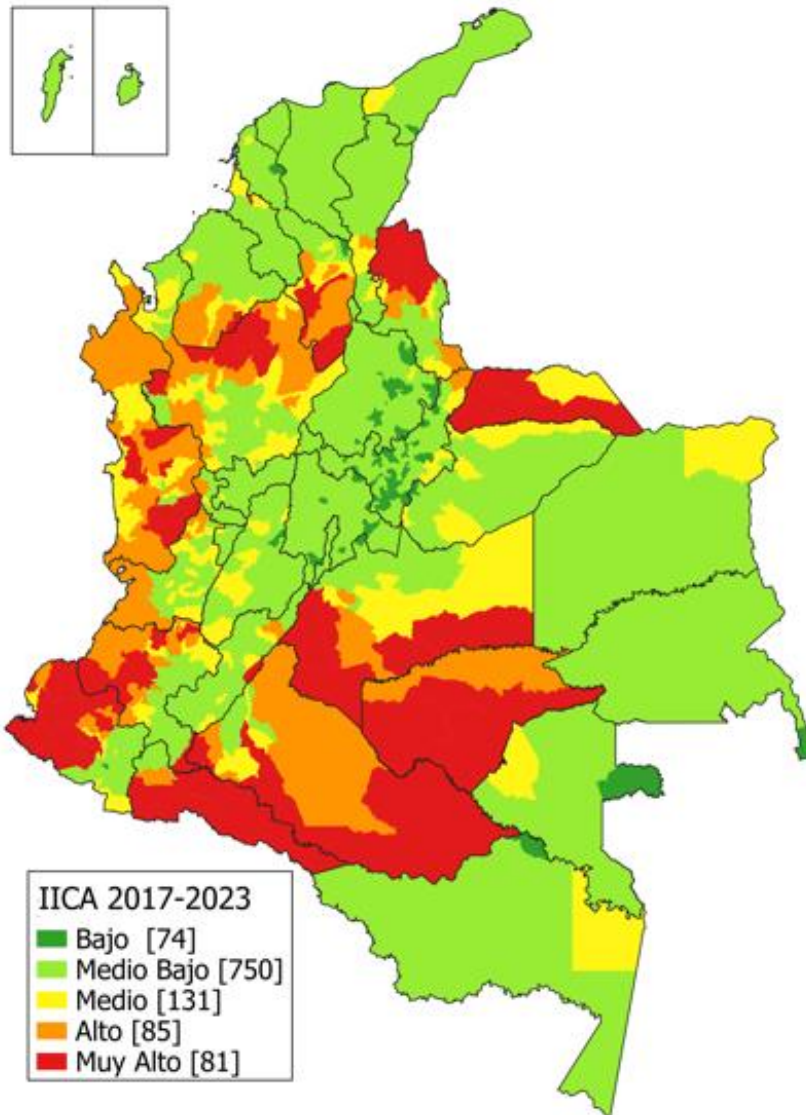 IICA 2017-2023
Bajo [74]
Medio Bajo [750]
Medio [131]
Alto [85]
Muy Alto [81]